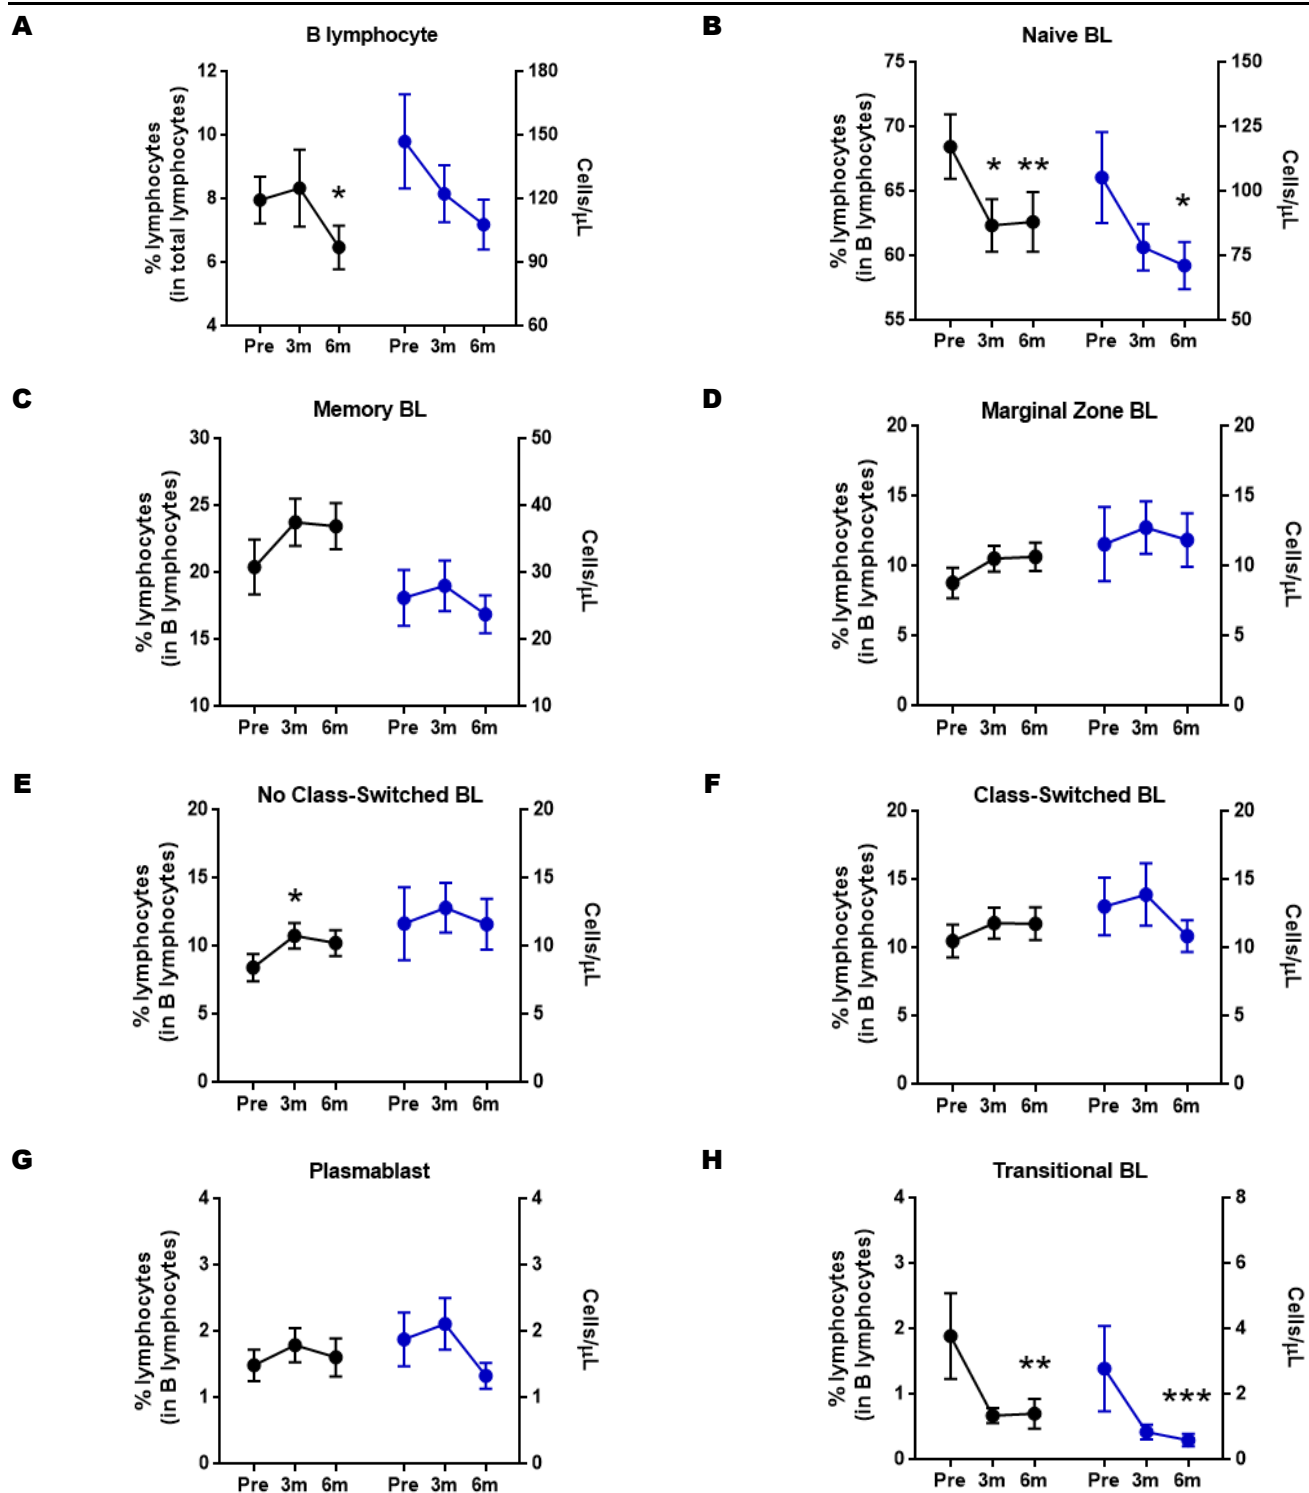 A
B lymphocyte
12
10
8
6
4
% lymphocytes
(in total lymphocytes)
*
180
150
120
90
60
Cells/µL
Pre 3m 6m Pre 3m 6m
B
Naive BL
75
70
65
60
55
% lymphocytes
(in B lymphocytes)
* ** *
150
125
100
75
50
Cells/µL
Pre 3m 6m Pre 3m 6m
C
Memory BL
30
25
20
15
10
% lymphocytes
(in B lymphocytes)
50
40
30
20
10
Cells/µL
Pre 3m 6m Pre 3m 6m
D
Marginal Zone BL
20
15
10
5
0
% lymphocytes
(in B lymphocytes)
20
15
10
5
0
Cells/µL
Pre 3m 6m Pre 3m 6m
E
No Class-Switched BL
20
15
10
5
0
% lymphocytes
(in B lymphocytes)
*
20
15
10
5
0
Cells/µL
Pre 3m 6m Pre 3m 6m
F
Class-Switched BL
20
15
10
5
0
% lymphocytes
(in B lymphocytes)
20
15
10
5
0
Cells/µL
Pre 3m 6m Pre 3m 6m
G
Plasmablast
4
3
2
1
0
% lymphocytes
(in B lymphocytes)
4
3
2
1
0
Cells/µL
Pre 3m 6m Pre 3m 6m
H
Transitional BL
4
3
2
1
0
% lymphocytes
(in B lymphocytes)
** ***
8
6
4
2
0
Cells/µL
Pre 3m 6m Pre 3m 6m